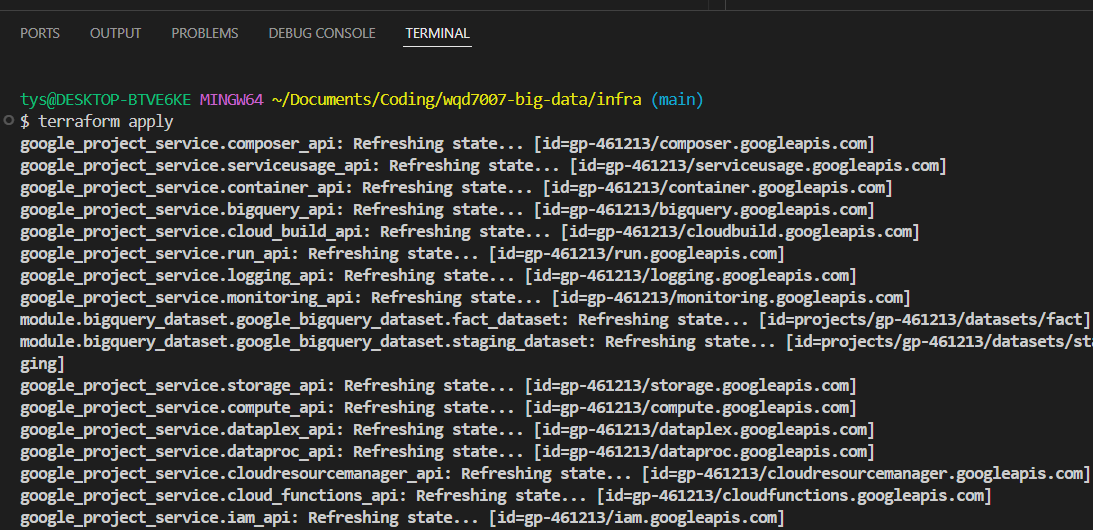 PORTS OUTPUT PROBLEMS DEBUG CONSOLE TERMINAL
tys@DESKTOP-BTVE6KE MINGW64 ~/Documents/Coding/wqd7007-big-data/infra (main)
$ terraform apply
google_project_service.composer_api: Refreshing state... [id=gp-461213/composer.googleapis.com]
google_project_service.serviceusage_api: Refreshing state... [id=gp-461213/serviceusage.googleapis.com]
google_project_service.container_api: Refreshing state... [id=gp-461213/container.googleapis.com]
google_project_service.bigquery_api: Refreshing state... [id=gp-461213/bigquery.googleapis.com]
google_project_service.cloud_build_api: Refreshing state... [id=gp-461213/cloudbuild.googleapis.com]
google_project_service.run_api: Refreshing state... [id=gp-461213/run.googleapis.com]
google_project_service.logging_api: Refreshing state... [id=gp-461213/logging.googleapis.com]
google_project_service.monitoring_api: Refreshing state... [id=gp-461213/monitoring.googleapis.com]
module.bigquery_dataset.google_bigquery_dataset.fact_dataset: Refreshing state... [id=projects/gp-461213/datasets/fact]
module.bigquery_dataset.google_bigquery_dataset.staging_dataset: Refreshing state... [id=projects/gp-461213/datasets/sta
ging]
google_project_service.storage_api: Refreshing state... [id=gp-461213/storage.googleapis.com]
google_project_service.compute_api: Refreshing state... [id=gp-461213/compute.googleapis.com]
google_project_service.dataplex_api: Refreshing state... [id=gp-461213/dataplex.googleapis.com]
google_project_service.dataproc_api: Refreshing state... [id=gp-461213/dataproc.googleapis.com]
google_project_service.cloudresourcemanager_api: Refreshing state... [id=gp-461213/cloudresourcemanager.googleapis.com]
google_project_service.cloud_functions_api: Refreshing state... [id=gp-461213/cloudfunctions.googleapis.com]
google_project_service.iam_api: Refreshing state... [id=gp-461213/iam.googleapis.com]